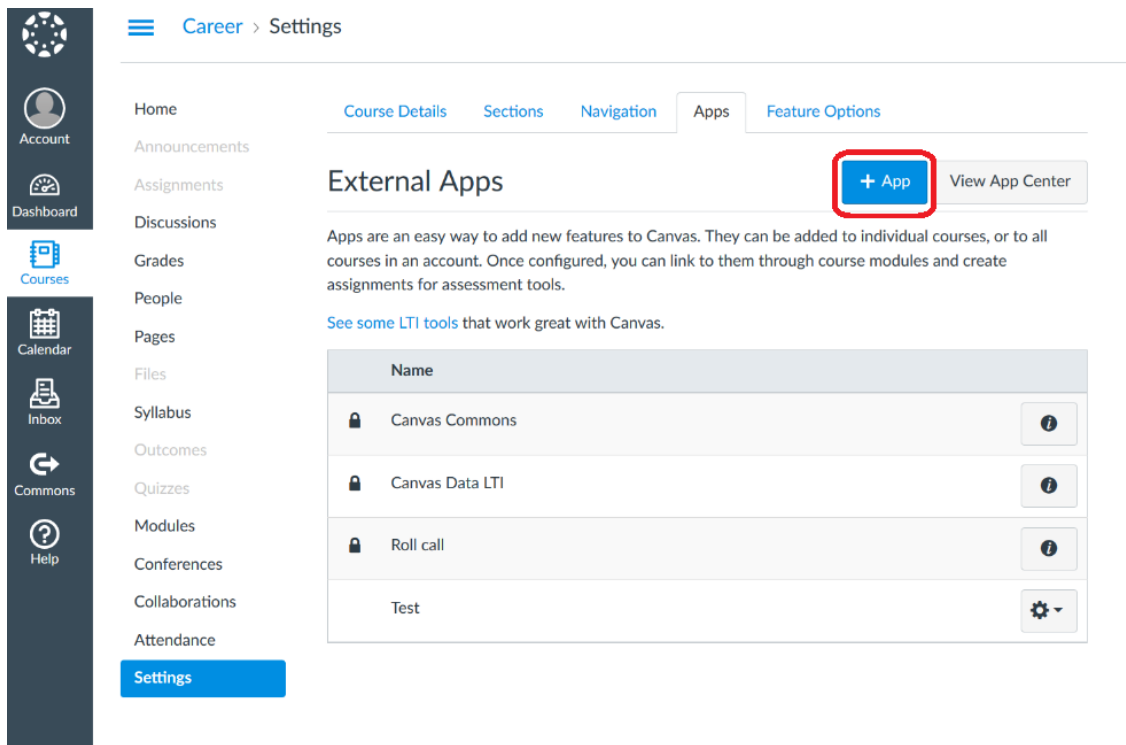 Career > Settings
Account
Dashboard
Courses
Calendar
Inbox
Commons
Help
Home
Announcements
Assignments
Discussions
Grades
People
Pages
Files
Syllabus
Outcomes
Quizzes
Modules
Conferences
Collaborations
Attendance
Settings
Course Details Sections Navigation Apps Feature Options
External Apps
+ App View App Center
Apps are an easy way to add new features to Canvas. They can be added to individual courses, or to all
courses in an account. Once configured, you can link to them through course modules and create
assignments for assessment tools.
See some LTI tools that work great with Canvas.
Name
Canvas Commons
Canvas Data LTI
Roll call
Test